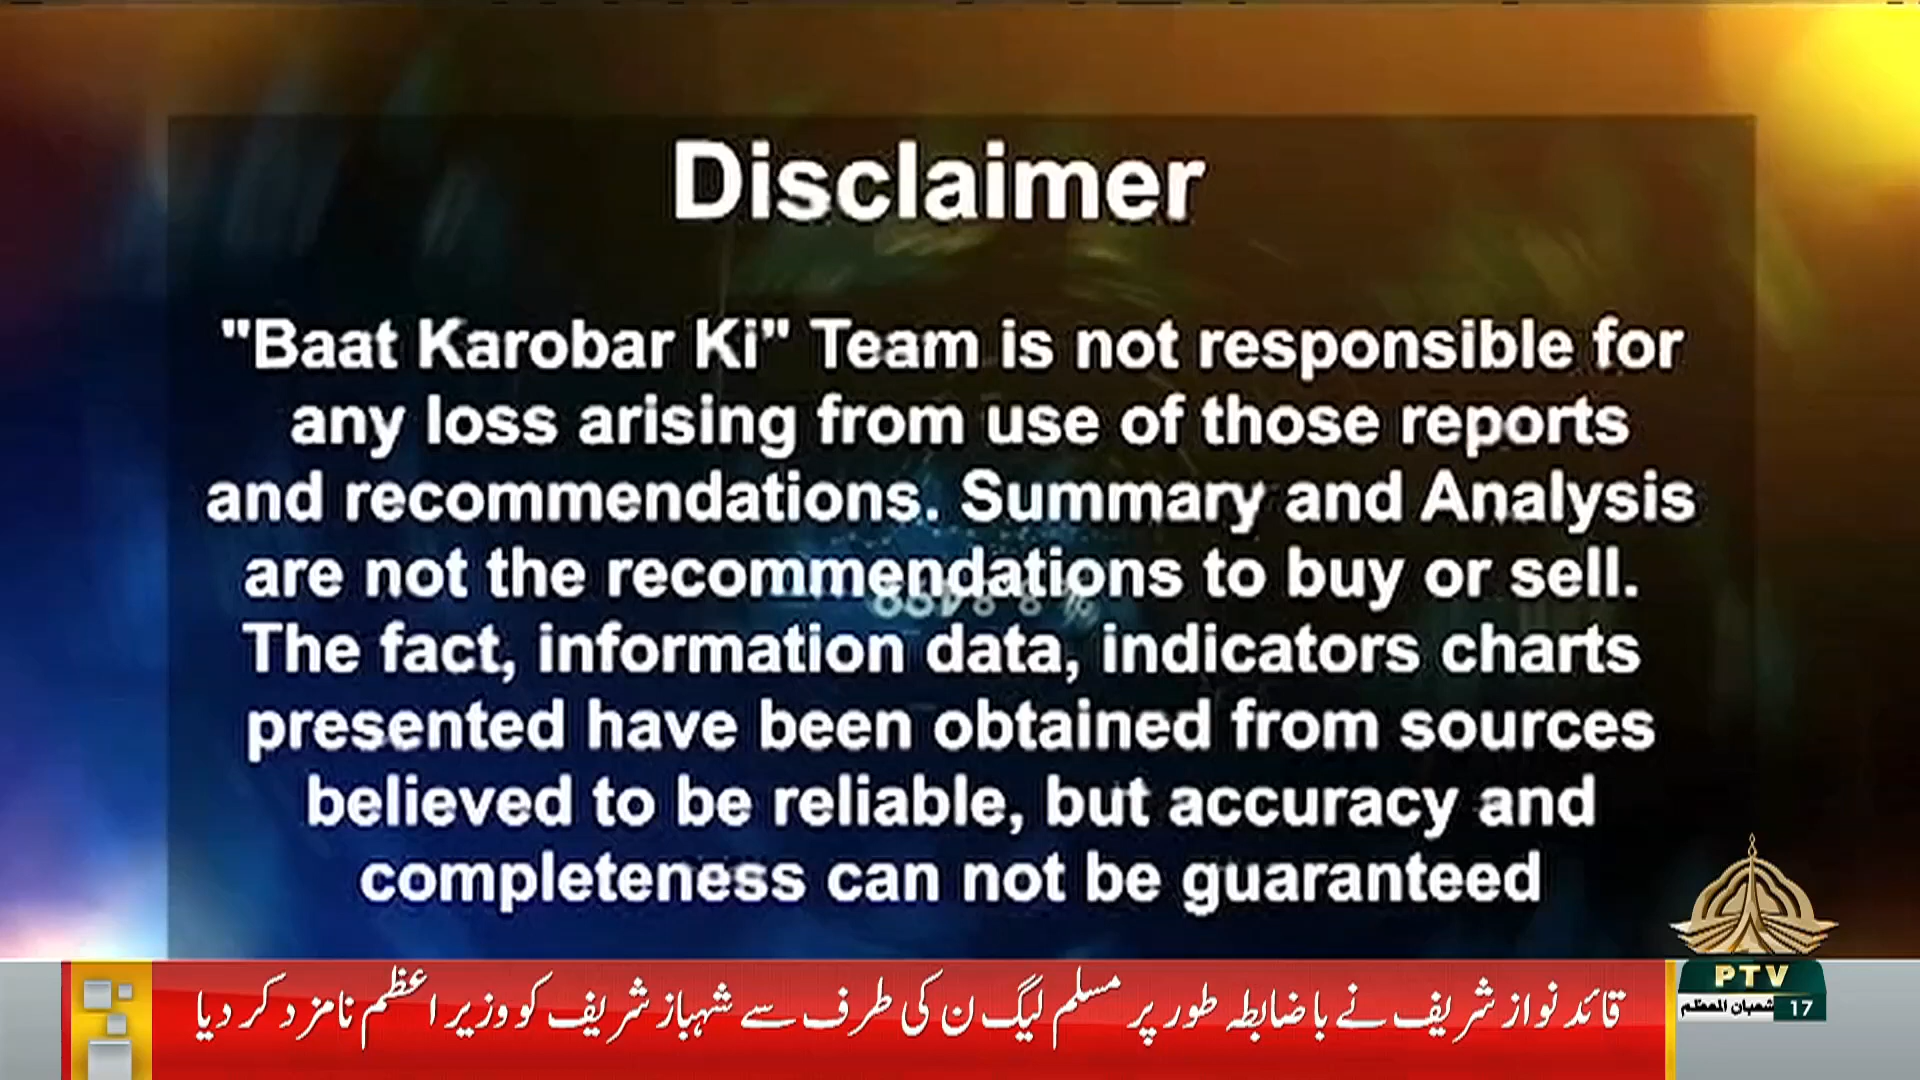 Disclaimer
"Baat Karobar Ki" Team is not responsible for
any loss arising from use of those reports
and recommendations. Summary and Analysis
are not the recommendations to buy or sell.
The fact, information data, indicators charts
presented have been obtained from sources
believed to be reliable, but accuracy and
completeness can not be guaranteed
PTV
17 شعبان المعظم
قائد نواز شریف نے باضابطہ طور پر مسلم لیگ ن کی طرف سے شہباز شریف کو وزیراعظم نامزد کر دیا